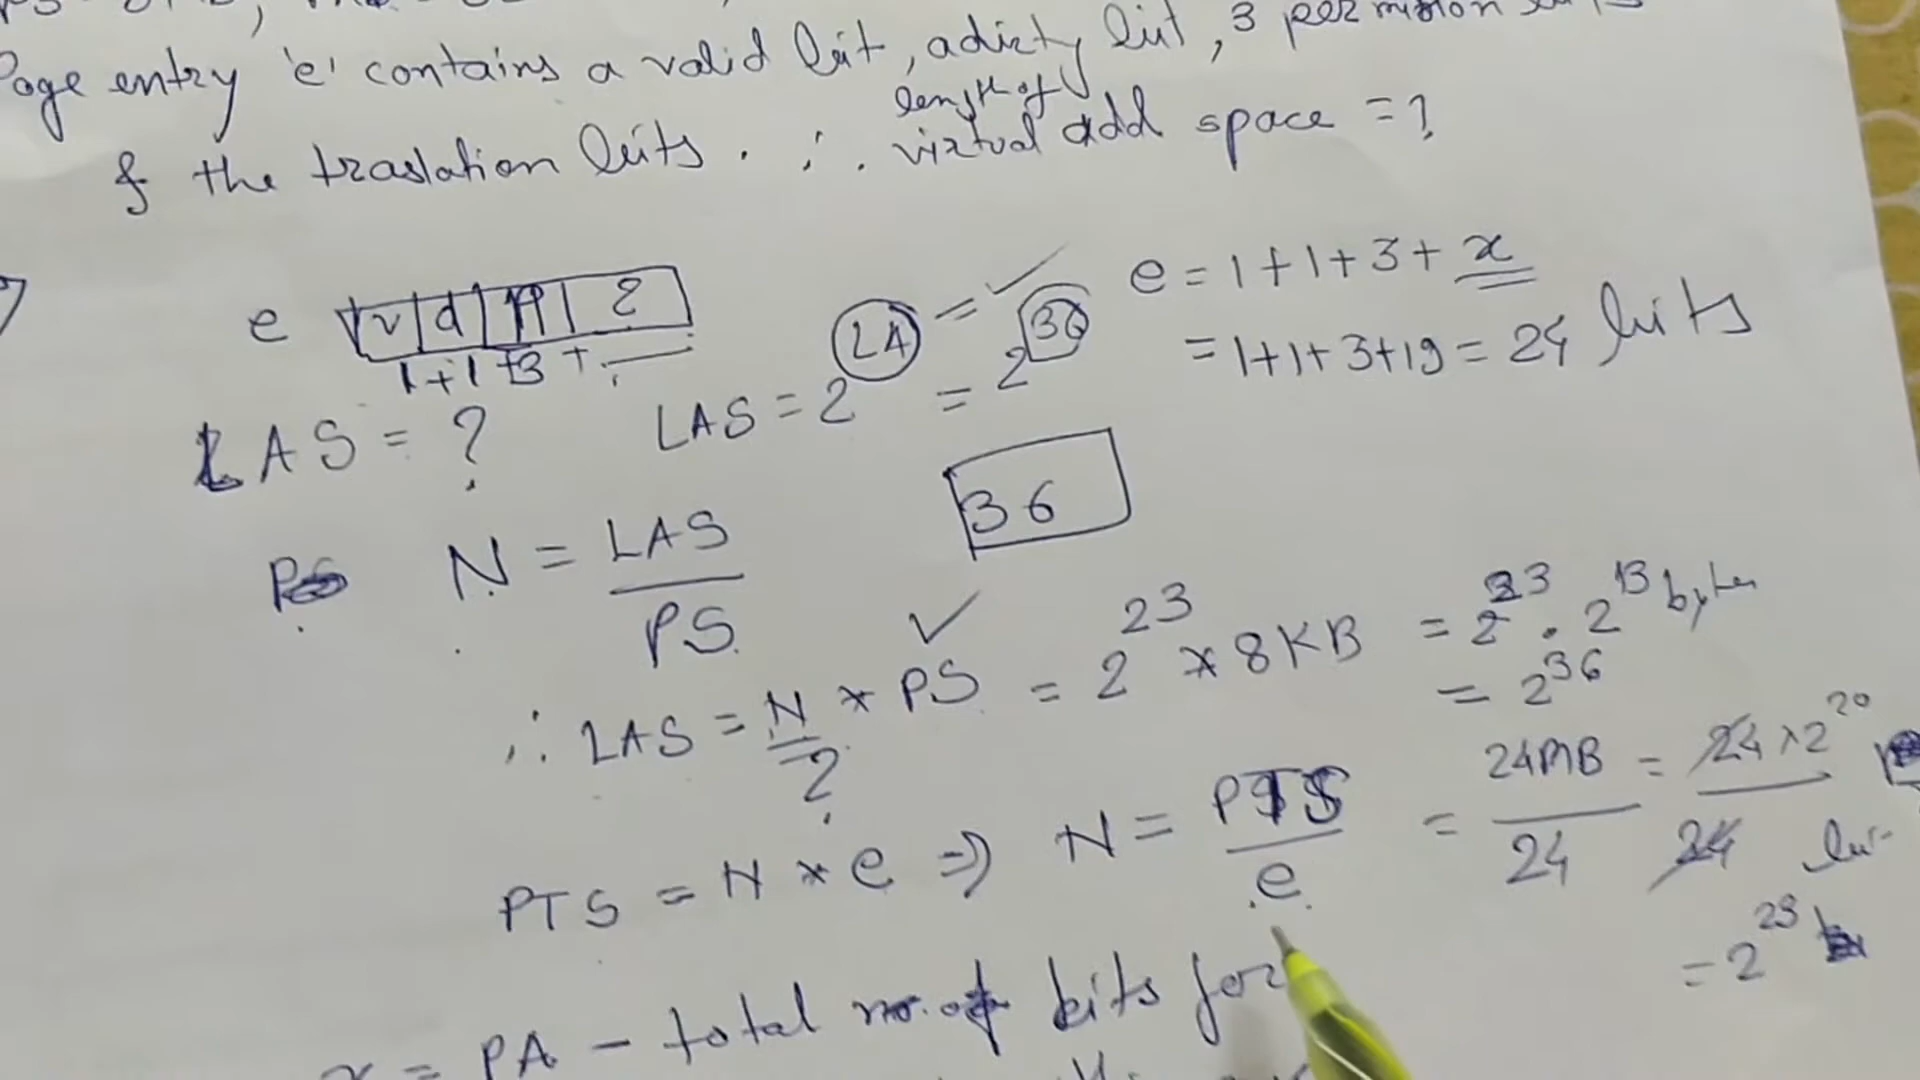 Page entry 'e' contains a valid bit, a dirty bit, 3 permission
length of
& the traslation bits. ∴ virtual add space = ?
e v d 2
1+1+3+
LAS = ?
LAS = 2^LA = 2^36
e = 1+1+3+x
= 1+1+3+19 = 24 bits
36
N = LAS / PS
∴ LAS = N * PS = 2^23 * 8KB = 2^23 . 2^13 bytes
?
= 2^36
PTS = N * e => N = PTS / e = 24MB / 24 = 24×2^20 / 24
= 2^23
x = PA - total no. of bits for